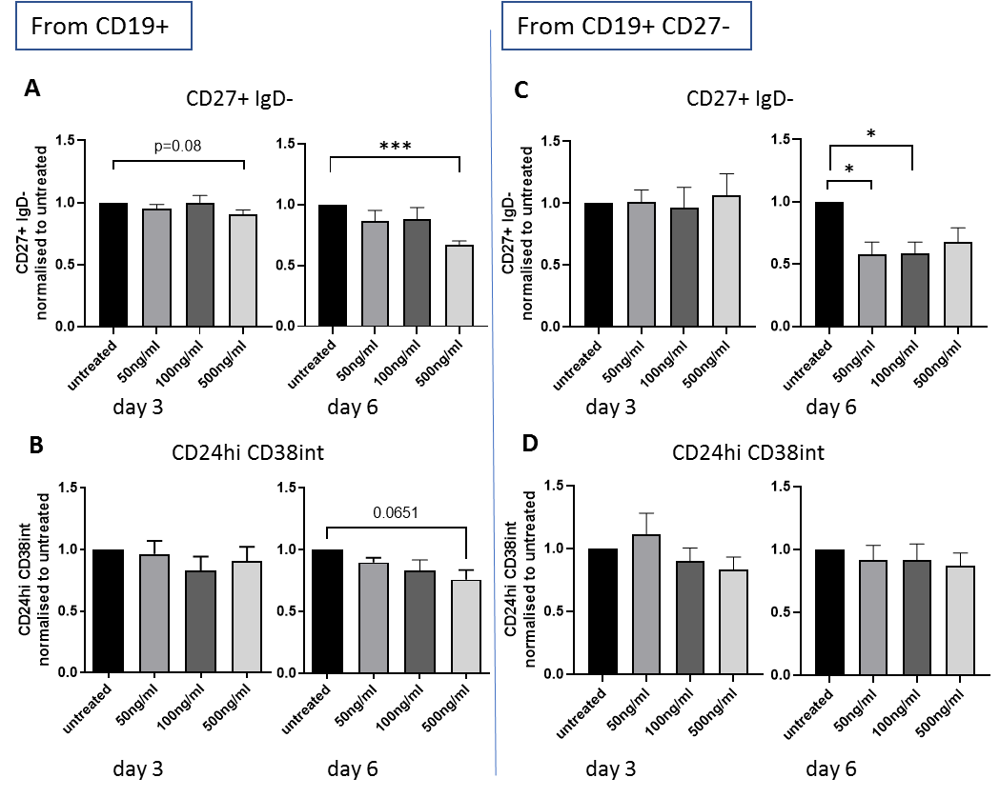 From CD19+
From CD19+ CD27-
A
CD27+ IgD-
CD27+ IgD-
normalised to untreated
1.5
1.0
0.5
0.0
p=0.08
untreated
50ng/ml
100ng/ml
500ng/ml
day 3
1.5
1.0
0.5
0.0
***
untreated
50ng/ml
100ng/ml
500ng/ml
day 6
B
CD24hi CD38int
CD24hi CD38int
normalised to untreated
1.5
1.0
0.5
0.0
untreated
50ng/ml
100ng/ml
500ng/ml
day 3
1.5
1.0
0.5
0.0
0.0651
untreated
50ng/ml
100ng/ml
500ng/ml
day 6
C
CD27+ IgD-
CD27+ IgD-
normalised to untreated
1.5
1.0
0.5
0.0
untreated
50ng/ml
100ng/ml
500ng/ml
day 3
1.5
1.0
0.5
0.0
*
*
untreated
50ng/ml
100ng/ml
500ng/ml
day 6
D
CD24hi CD38int
CD24hi CD38int
normalised to untreated
1.5
1.0
0.5
0.0
untreated
50ng/ml
100ng/ml
500ng/ml
day 3
1.5
1.0
0.5
0.0
untreated
50ng/ml
100ng/ml
500ng/ml
day 6